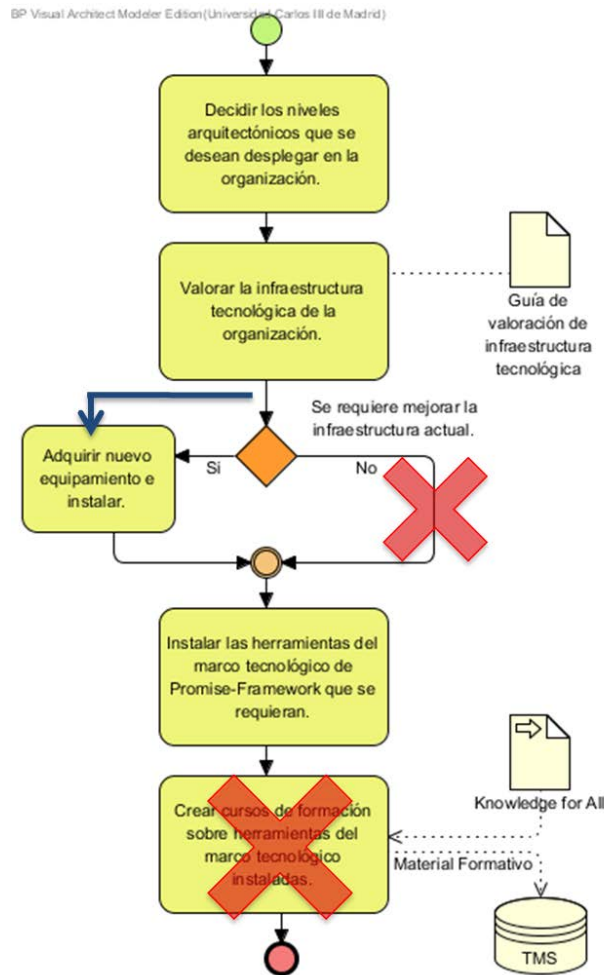 BP Visual Architect Modeler Edition(Universidad Carlos III de Madrid)
Decidir los niveles
arquitectónicos que se
desean desplegar en la
organización.
Valorar la infraestructura
tecnológica de la
organización.
Guía de
valoración de
infraestructura
tecnológica
Se requiere mejorar la
infraestructura actual.
Adquirir nuevo
equipamiento e
instalar.
Si
No
Instalar las herramientas del
marco tecnológico de
Promise-Framework que se
requieran.
Knowledge for All
Crear cursos de formación
sobre herramientas del
marco tecnológico
instaladas.
Material Formativo
TMS